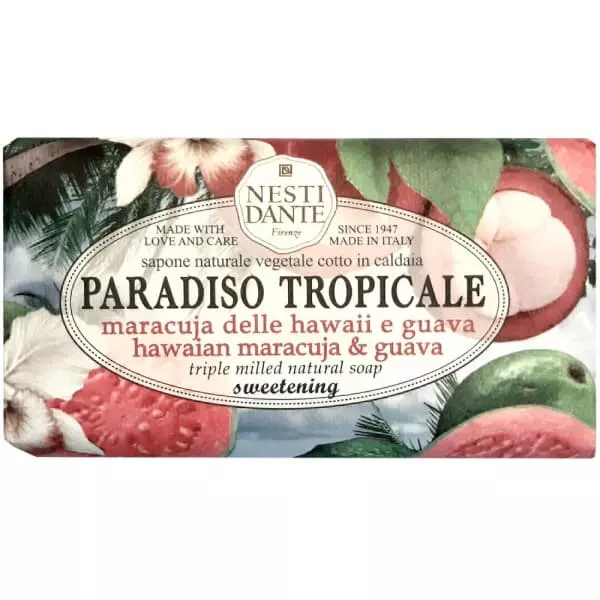 NESTI
DANTE
Firenze
MADE WITH
LOVE AND CARE
SINCE 1947
MADE IN ITALY
sapone naturale vegetale cotto in caldaia
PARADISO TROPICALE
maracuja delle hawaii e guava
hawaian maracuja & guava
triple milled natural soap
sweetening